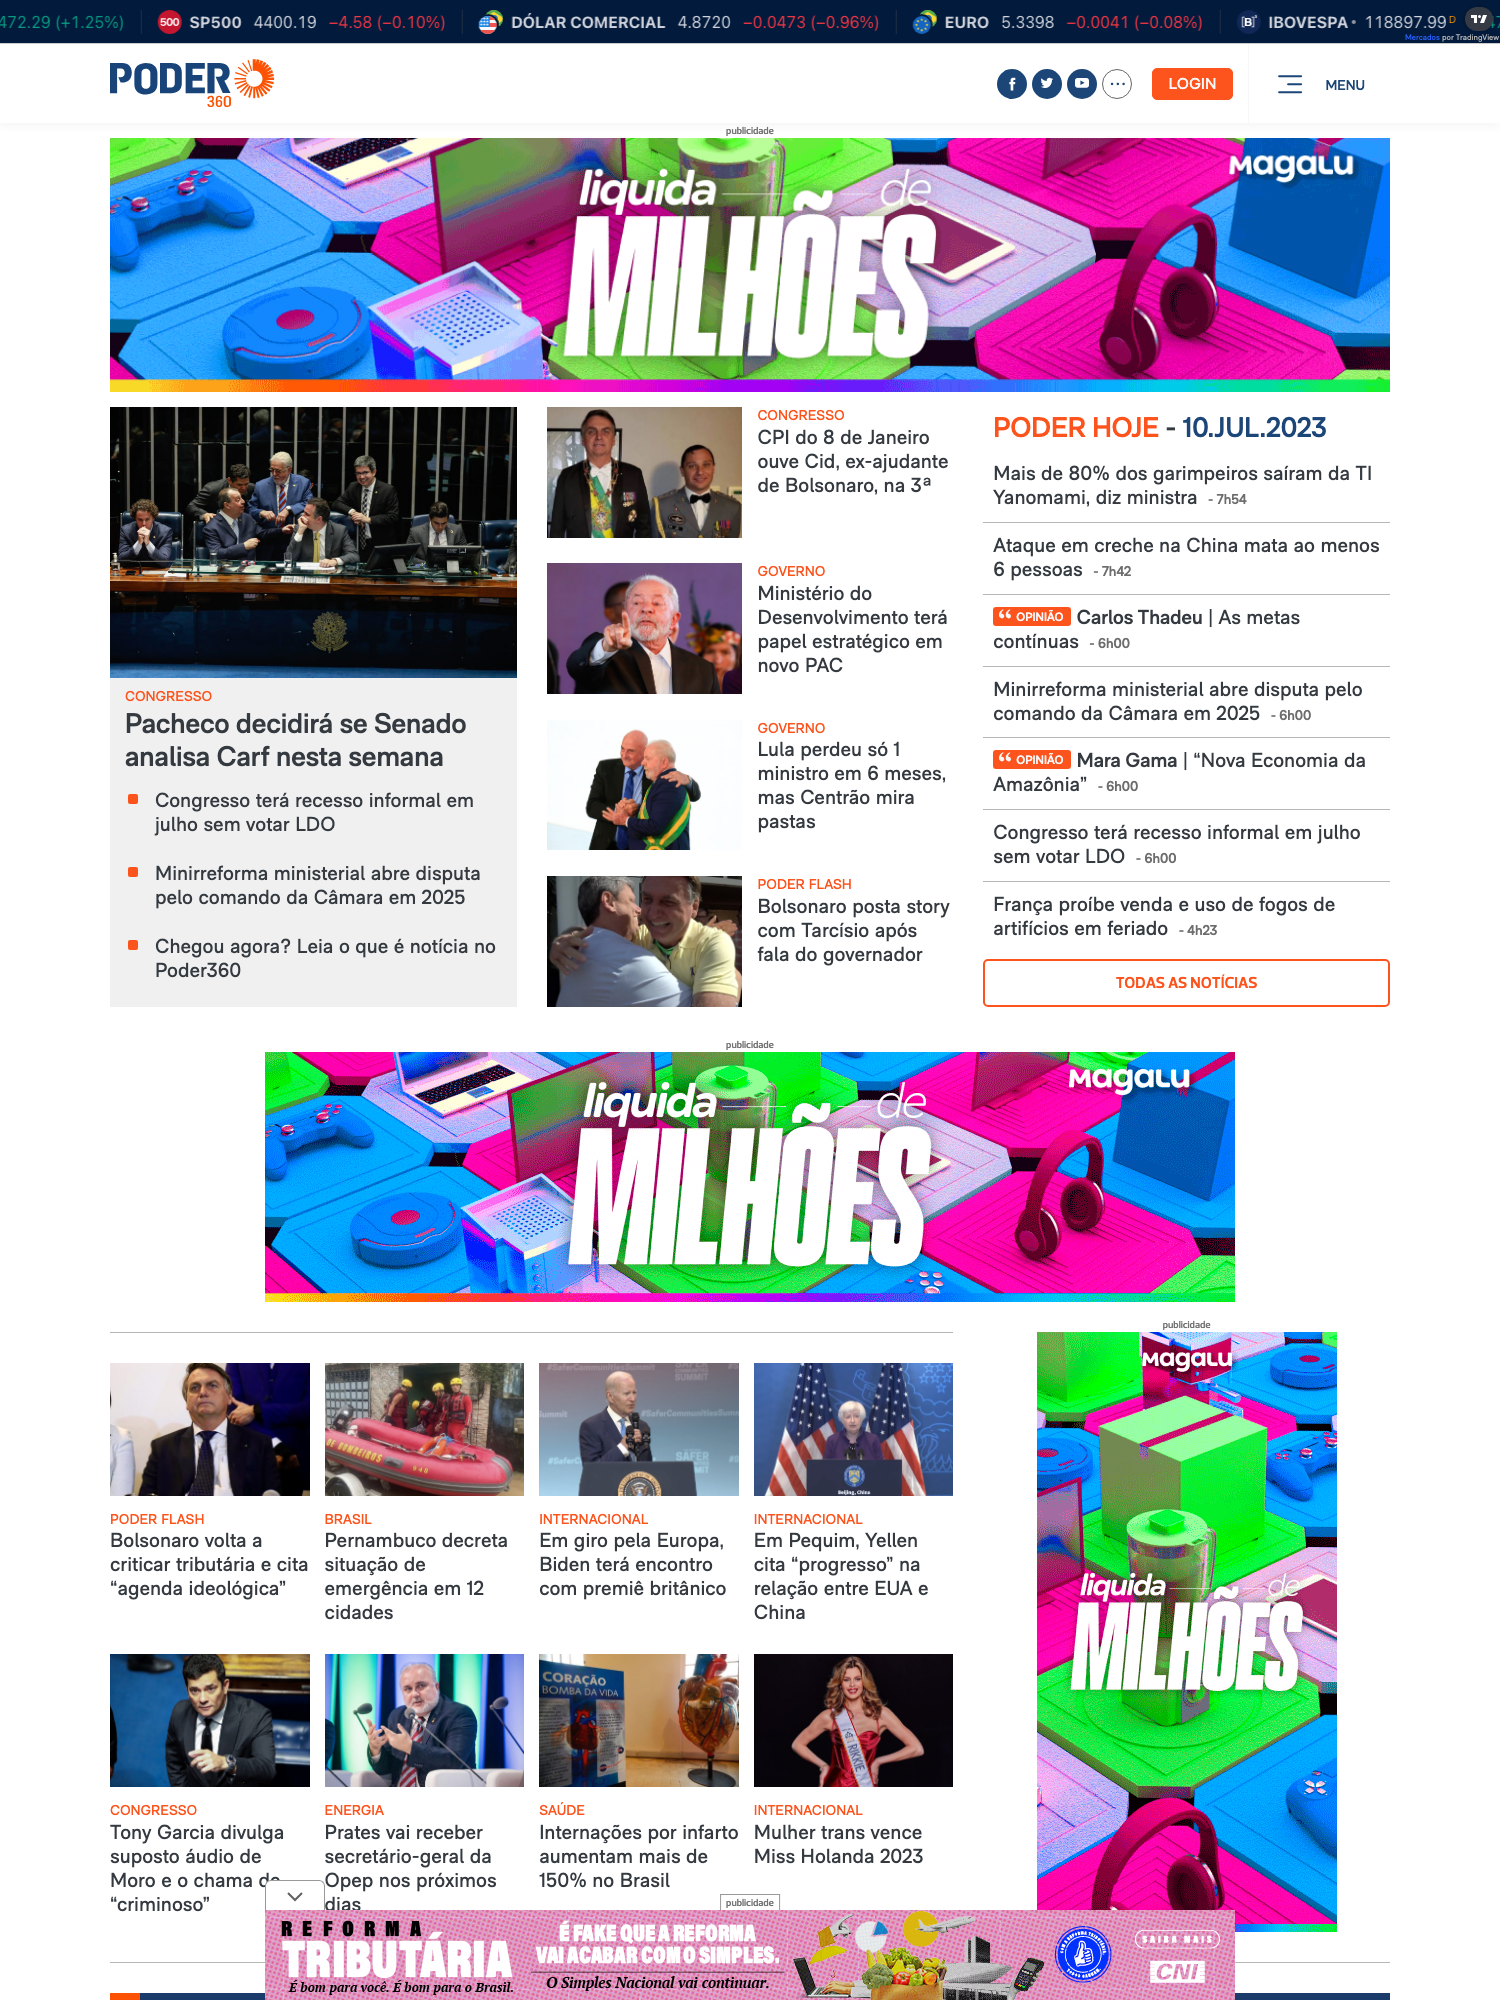 472.29 (+1.25%) 500 SP500 4400.19 −4.58 (−0.10%) DÓLAR COMERCIAL 4.8720 −0.0473 (−0.96%) EURO 5.3398 −0.0041 (−0.08%) IBOVESPA 118897.99 D
Mercados por TradingView
PODER
360
LOGIN
MENU
publicidade
liquida de
MILHÕES
MAGALU
CONGRESSO
Pacheco decidirá se Senado
analisa Carf nesta semana
Congresso terá recesso informal em
julho sem votar LDO
Minirreforma ministerial abre disputa
pelo comando da Câmara em 2025
Chegou agora? Leia o que é notícia no
Poder360
CONGRESSO
CPI do 8 de Janeiro
ouve Cid, ex-ajudante
de Bolsonaro, na 3ª
GOVERNO
Ministério do
Desenvolvimento terá
papel estratégico em
novo PAC
GOVERNO
Lula perdeu só 1
ministro em 6 meses,
mas Centrão mira
pastas
PODER FLASH
Bolsonaro posta story
com Tarcísio após
fala do governador
PODER HOJE - 10.JUL.2023
Mais de 80% dos garimpeiros saíram da TI
Yanomami, diz ministra - 7h54
Ataque em creche na China mata ao menos
6 pessoas - 7h42
“ OPINIÃO Carlos Thadeu | As metas
contínuas - 6h00
Minirreforma ministerial abre disputa pelo
comando da Câmara em 2025 - 6h00
“ OPINIÃO Mara Gama | “Nova Economia da
Amazônia” - 6h00
Congresso terá recesso informal em julho
sem votar LDO - 6h00
França proíbe venda e uso de fogos de
artifícios em feriado - 4h23
TODAS AS NOTÍCIAS
publicidade
liquida de
MILHÕES
MAGALU
PODER FLASH
Bolsonaro volta a
criticar tributária e cita
“agenda ideológica”
BRASIL
Pernambuco decreta
situação de
emergência em 12
cidades
INTERNACIONAL
Em giro pela Europa,
Biden terá encontro
com premiê britânico
Beijing, China
INTERNACIONAL
Em Pequim, Yellen
cita “progresso” na
relação entre EUA e
China
CONGRESSO
Tony Garcia divulga
suposto áudio de
Moro e o chama de
“criminoso”
ENERGIA
Prates vai receber
secretário-geral da
Opep nos próximos
dias
CORAÇÃO
BOMBA DA VIDA
SAÚDE
Internações por infarto
aumentam mais de
150% no Brasil
RIKKIE
INTERNACIONAL
Mulher trans vence
Miss Holanda 2023
publicidade
MAGALU
liquida de
MILHÕES
publicidade
REFORMA
TRIBUTÁRIA
É bom para você. É bom para o Brasil.
É FAKE QUE A REFORMA
VAI ACABAR COM O SIMPLES.
O Simples Nacional vai continuar.
SAIBA MAIS
CNI